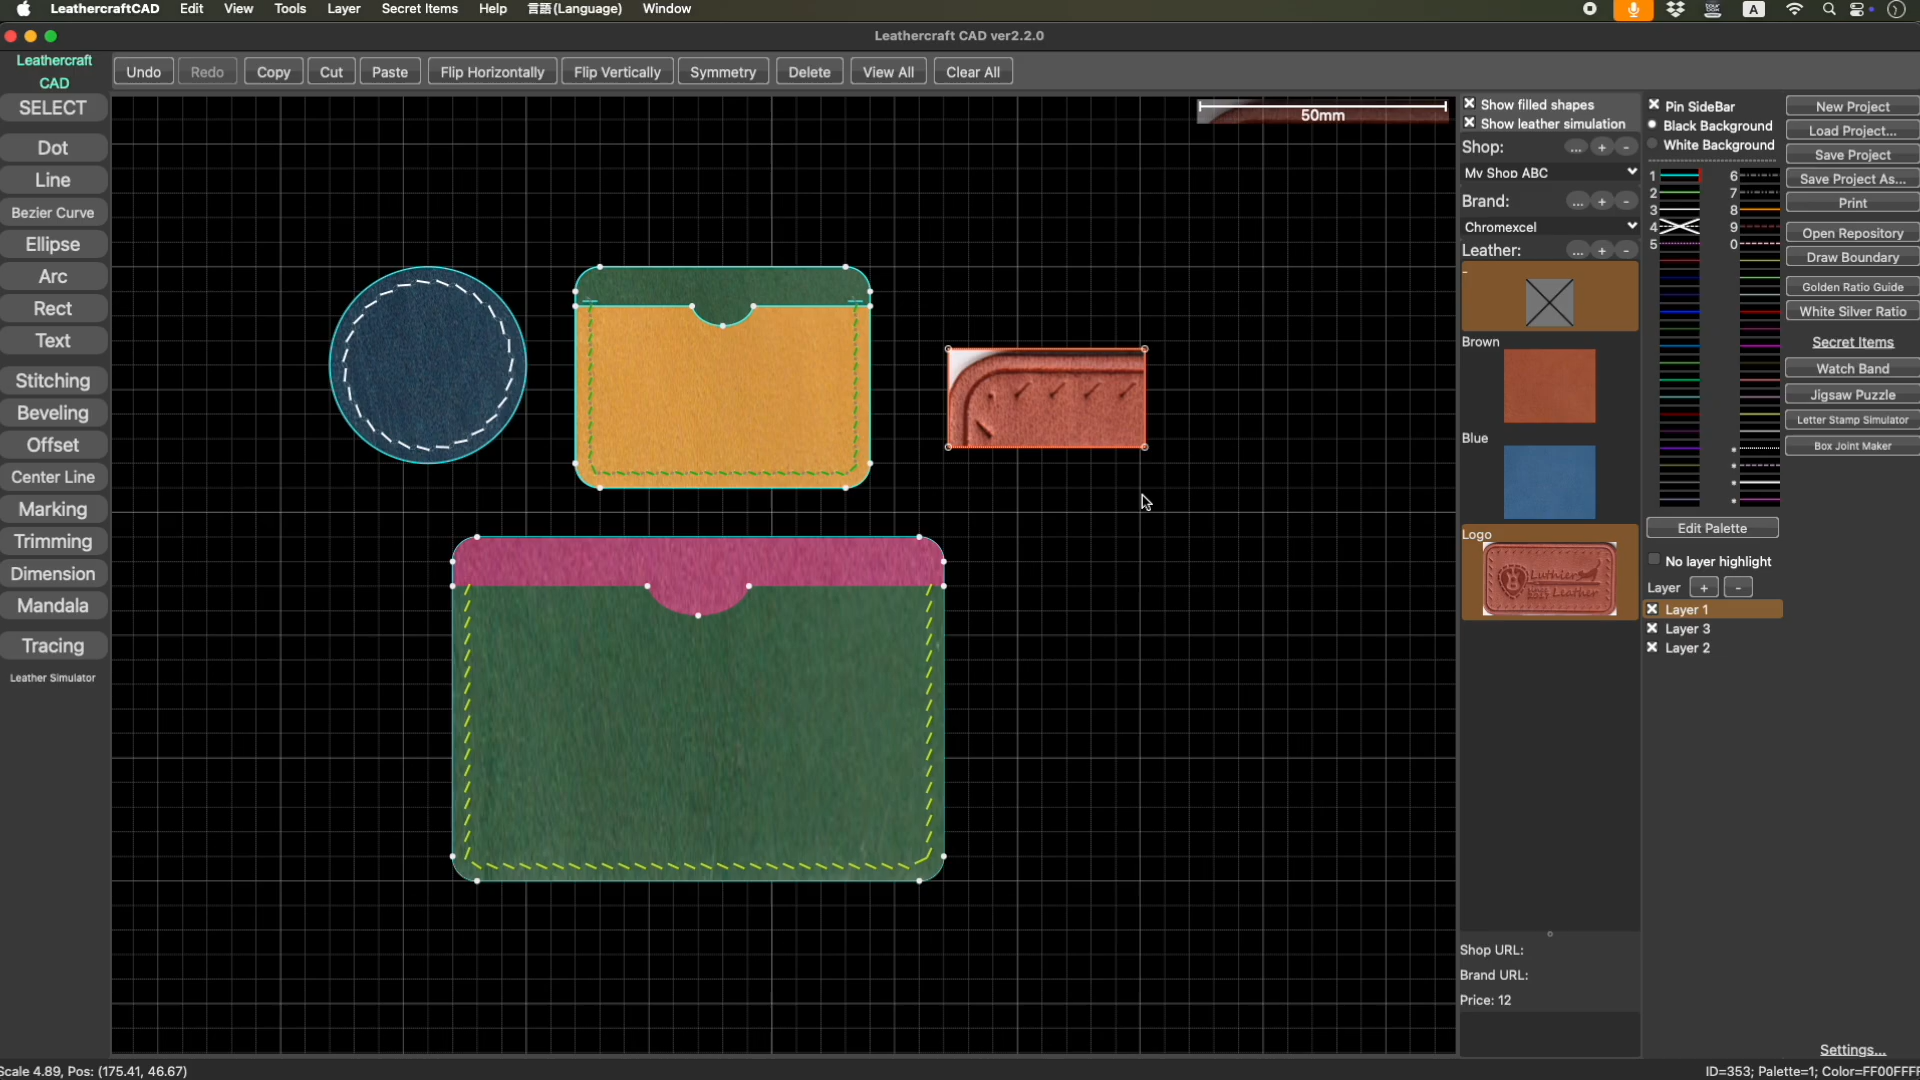 LeathercraftCAD Edit View Tools Layer Secret Items Help 言語(Language) Window
A
Leathercraft CAD ver2.2.0
Leathercraft
CAD
Undo Redo Copy Cut Paste Flip Horizontally Flip Vertically Symmetry Delete View All Clear All
SELECT
Dot
Line
Bezier Curve
Ellipse
Arc
Rect
Text
Stitching
Beveling
Offset
Center Line
Marking
Trimming
Dimension
Mandala
Tracing
Leather Simulator
50mm
Show filled shapes
Show leather simulation
Shop: ... + -
My Shop ABC
Brand: ... + -
Chromexcel
Leather: ... + -
-
Brown
Blue
Logo
Luthier
Leather
Shop URL:
Brand URL:
Price: 12
Pin SideBar
Black Background
White Background
1 6
2 7
3 8
4 9
5 0
Edit Palette
No layer highlight
Layer + -
Layer 1
Layer 3
Layer 2
New Project
Load Project...
Save Project
Save Project As...
Print
Open Repository
Draw Boundary
Golden Ratio Guide
White Silver Ratio
Secret Items
Watch Band
Jigsaw Puzzle
Letter Stamp Simulator
Box Joint Maker
Settings...
Scale 4.89, Pos: (175.41, 46.67)
ID=353; Palette=1; Color=FF00FFFF